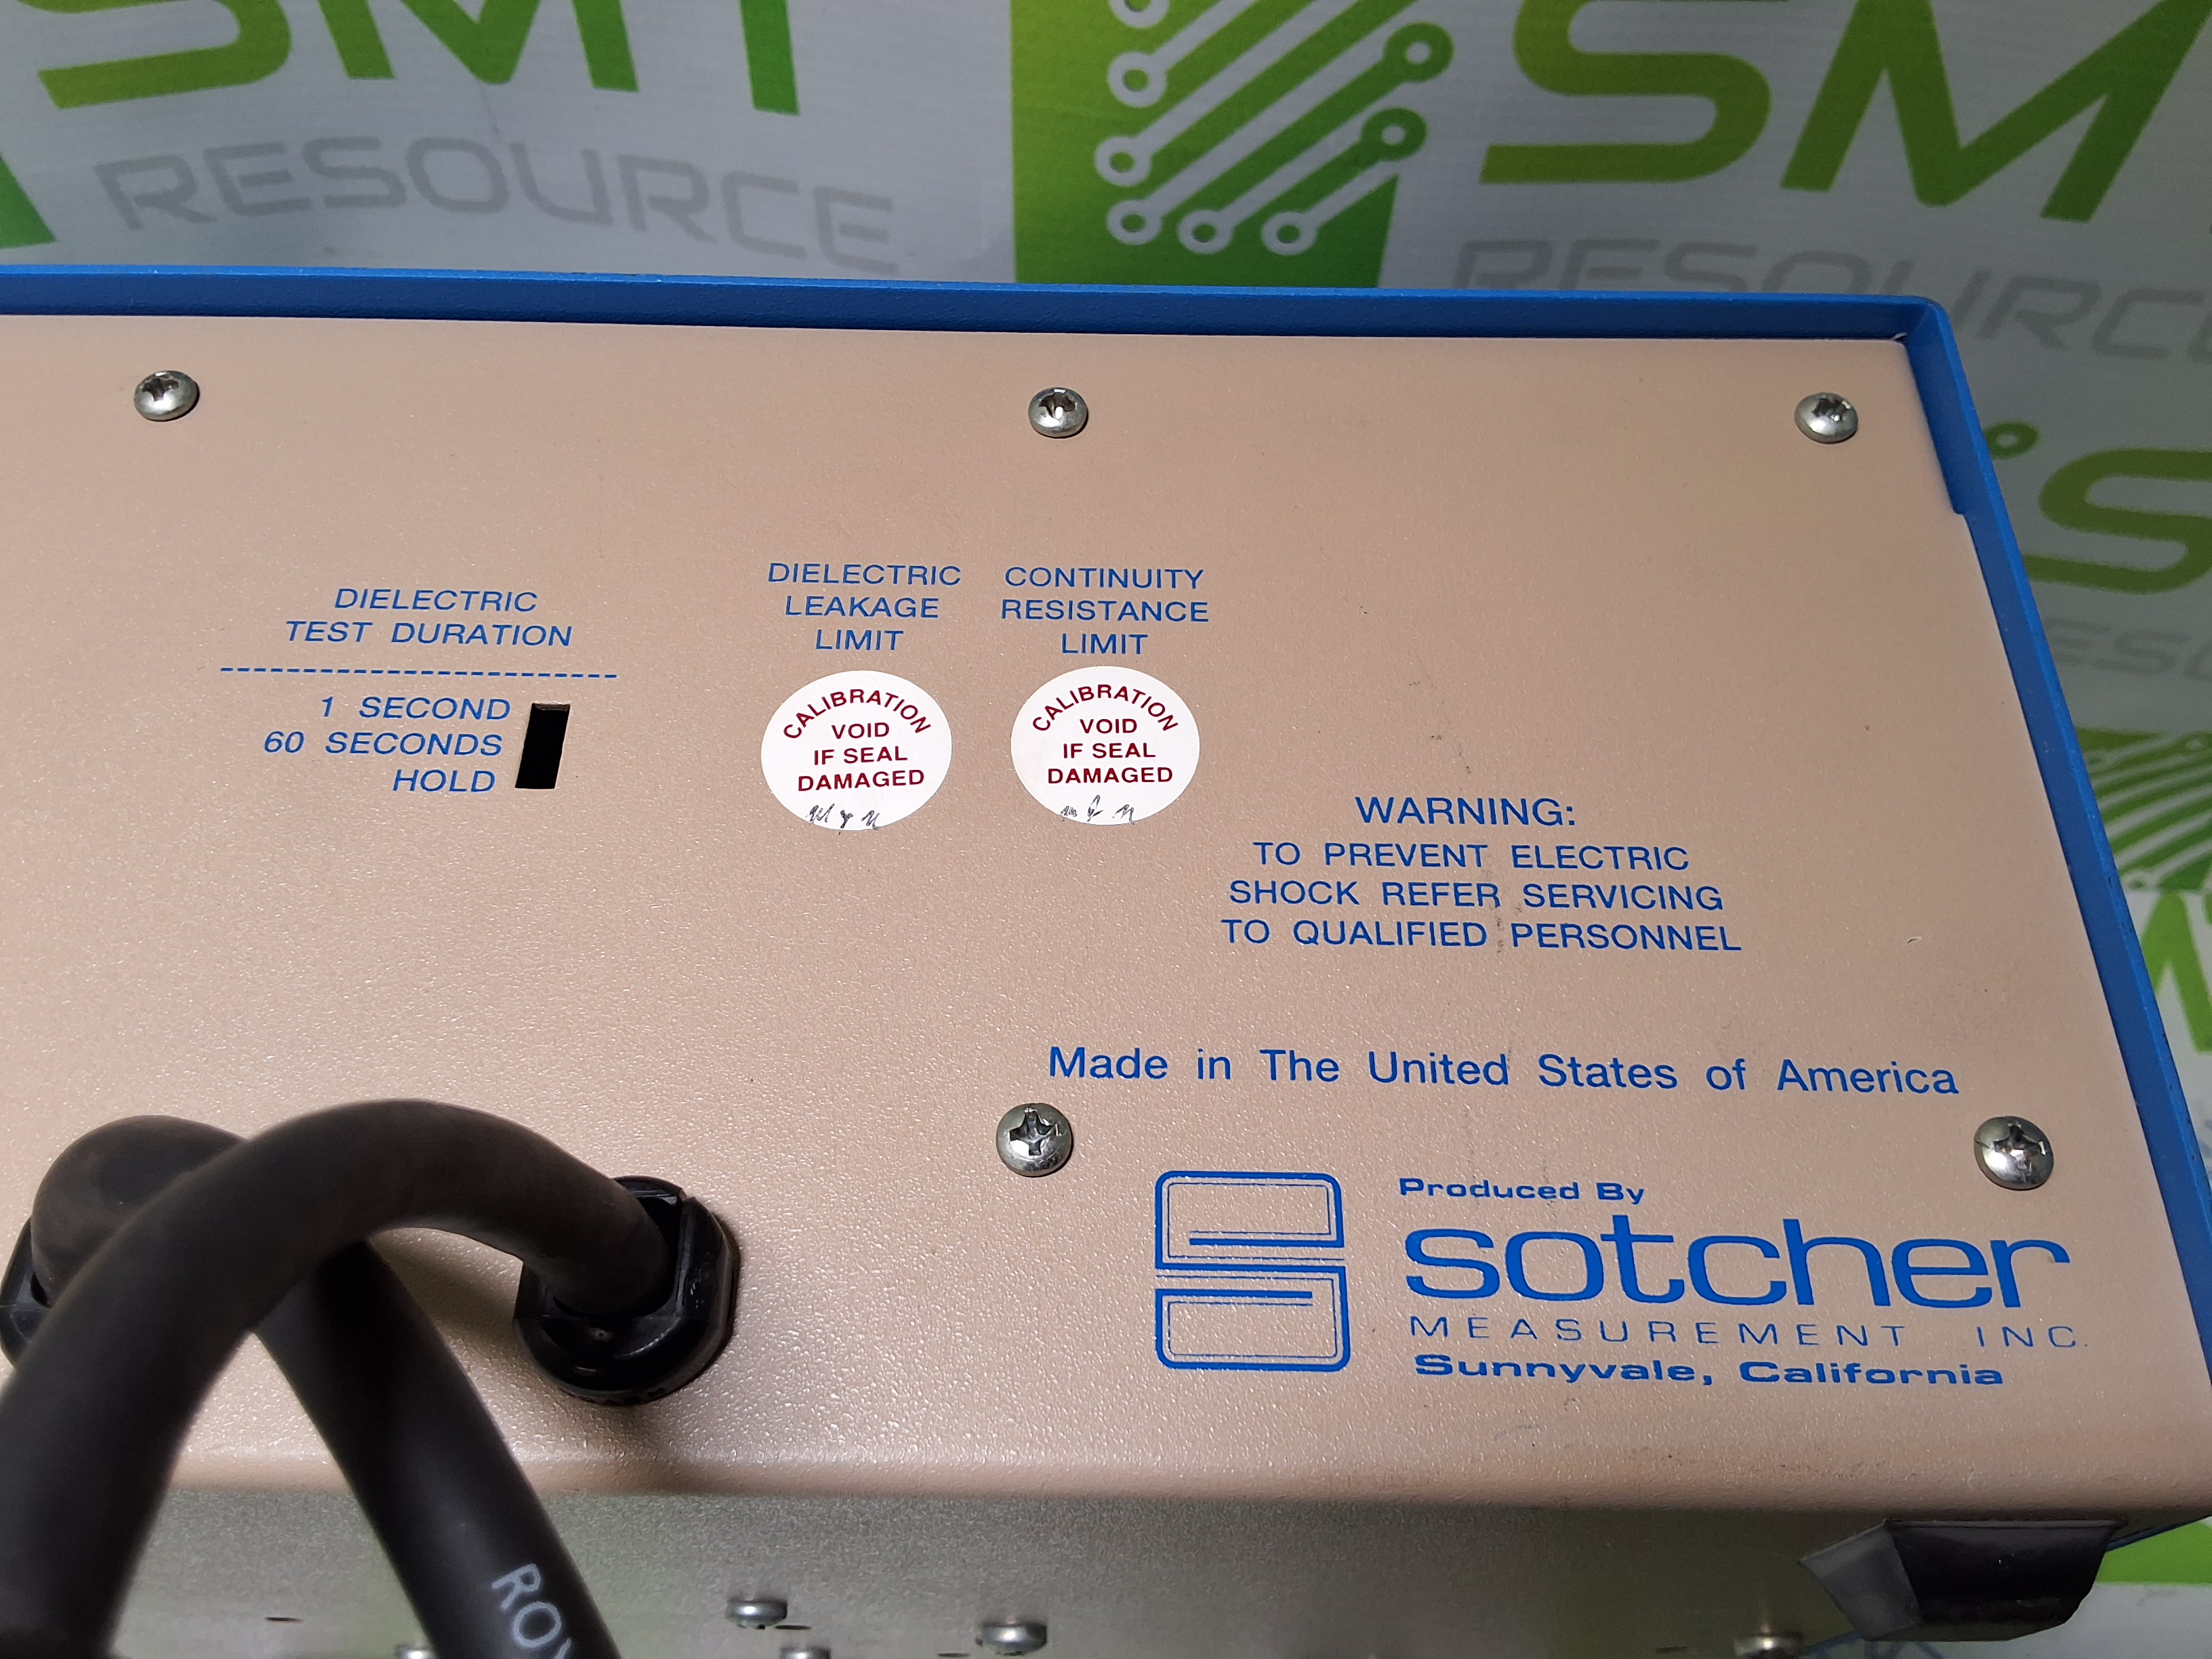 SMT
RESOURCE
SM
RESOURCE
DIELECTRIC
TEST DURATION
------------------------
1 SECOND
60 SECONDS
HOLD
DIELECTRIC
LEAKAGE
LIMIT
CALIBRATION
VOID
IF SEAL
DAMAGED
CONTINUITY
RESISTANCE
LIMIT
CALIBRATION
VOID
IF SEAL
DAMAGED
WARNING:
TO PREVENT ELECTRIC
SHOCK REFER SERVICING
TO QUALIFIED PERSONNEL
Made in The United States of America
Produced By
sotcher
MEASUREMENT INC.
Sunnyvale, California